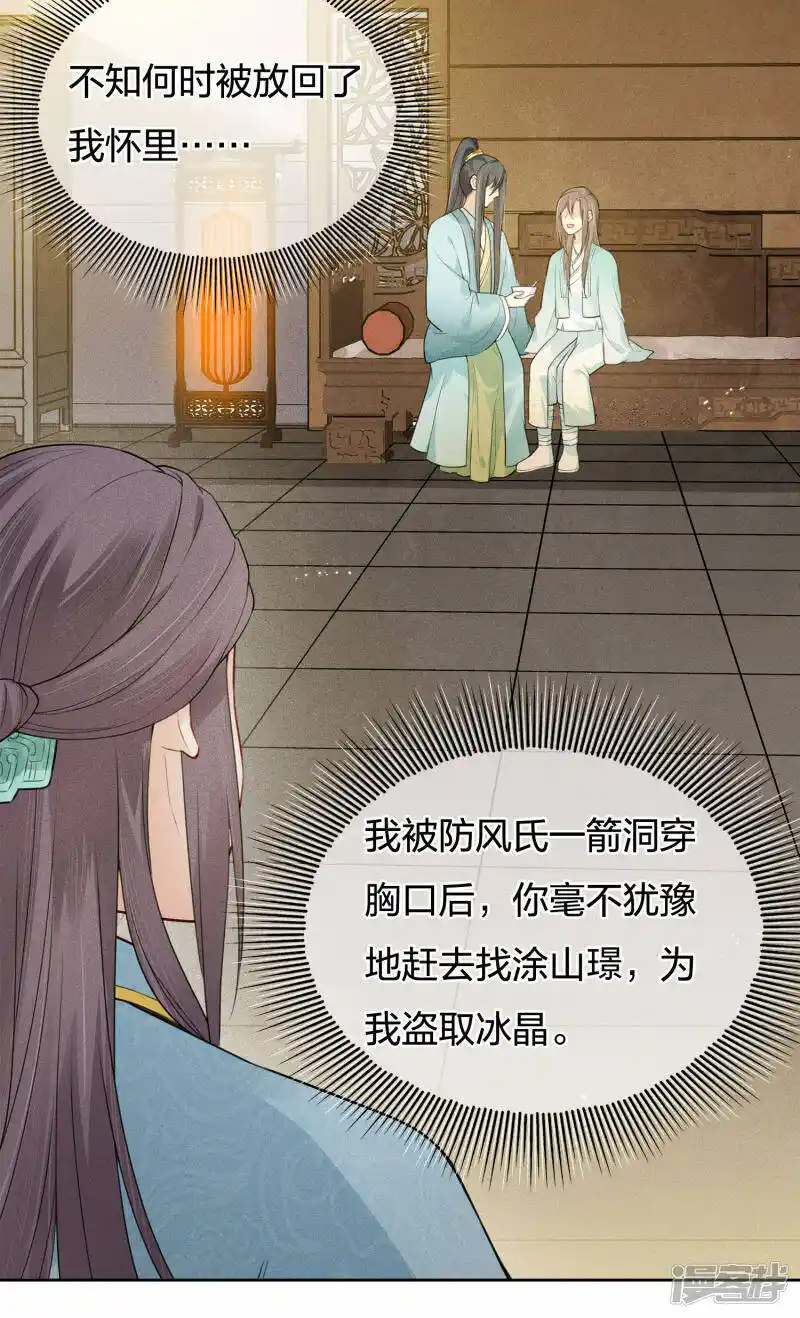 不知何时被放回了
我怀里……
我被防风氏一箭洞穿
胸口后，你毫不犹豫
地赶去找涂山璟，为
我盗取冰晶。
漫客栈